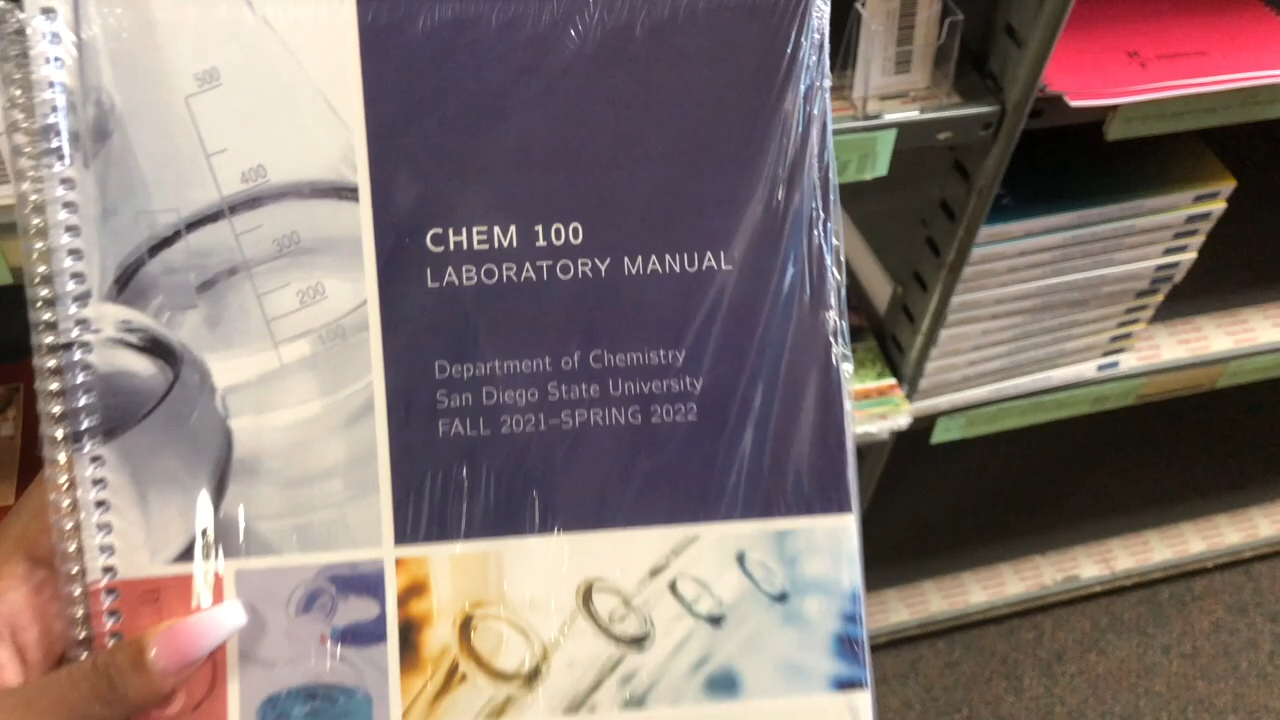 500
400
300
200
100
CHEM 100
LABORATORY MANUAL
Department of Chemistry
San Diego State University
FALL 2021–SPRING 2022